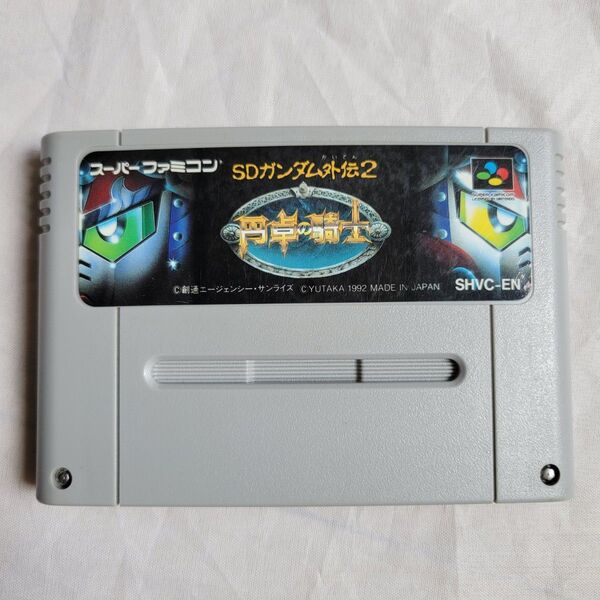 スーパーファミコン
がいでん
SDガンダム外伝2
円卓の騎士
©創通エージェンシー・サンライズ © YUTAKA 1992 MADE IN JAPAN
SHVC-EN